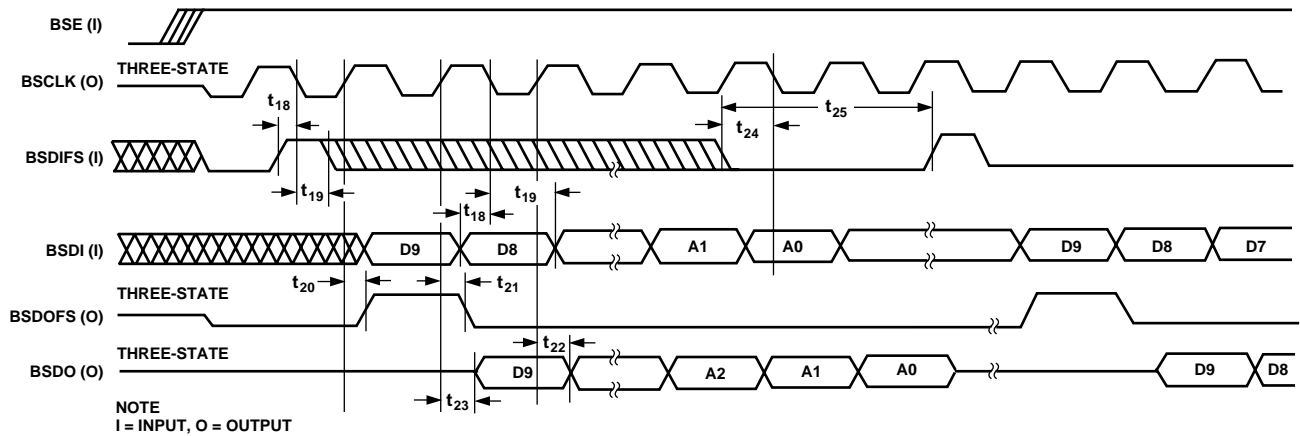 BSE (I)
BSCLK (O)
THREE-STATE
t18
t24
t25
BSDIFS (I)
t19
t18
t19
BSDI (I)
D9
D8
A1
A0
D9
D8
D7
t20
t21
THREE-STATE
BSDOFS (O)
t22
THREE-STATE
BSDO (O)
D9
A2
A1
A0
D9
D8
t23
NOTE
I = INPUT, O = OUTPUT